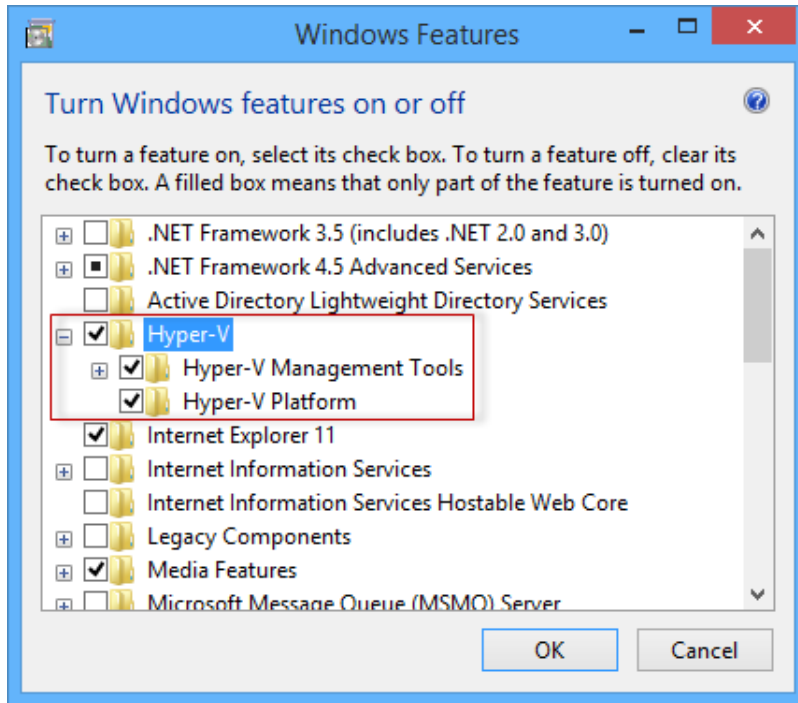 Windows Features
Turn Windows features on or off
To turn a feature on, select its check box. To turn a feature off, clear its
check box. A filled box means that only part of the feature is turned on.
.NET Framework 3.5 (includes .NET 2.0 and 3.0)
.NET Framework 4.5 Advanced Services
Active Directory Lightweight Directory Services
Hyper-V
Hyper-V Management Tools
Hyper-V Platform
Internet Explorer 11
Internet Information Services
Internet Information Services Hostable Web Core
Legacy Components
Media Features
Microsoft Message Queue (MSMQ) Server
OK
Cancel